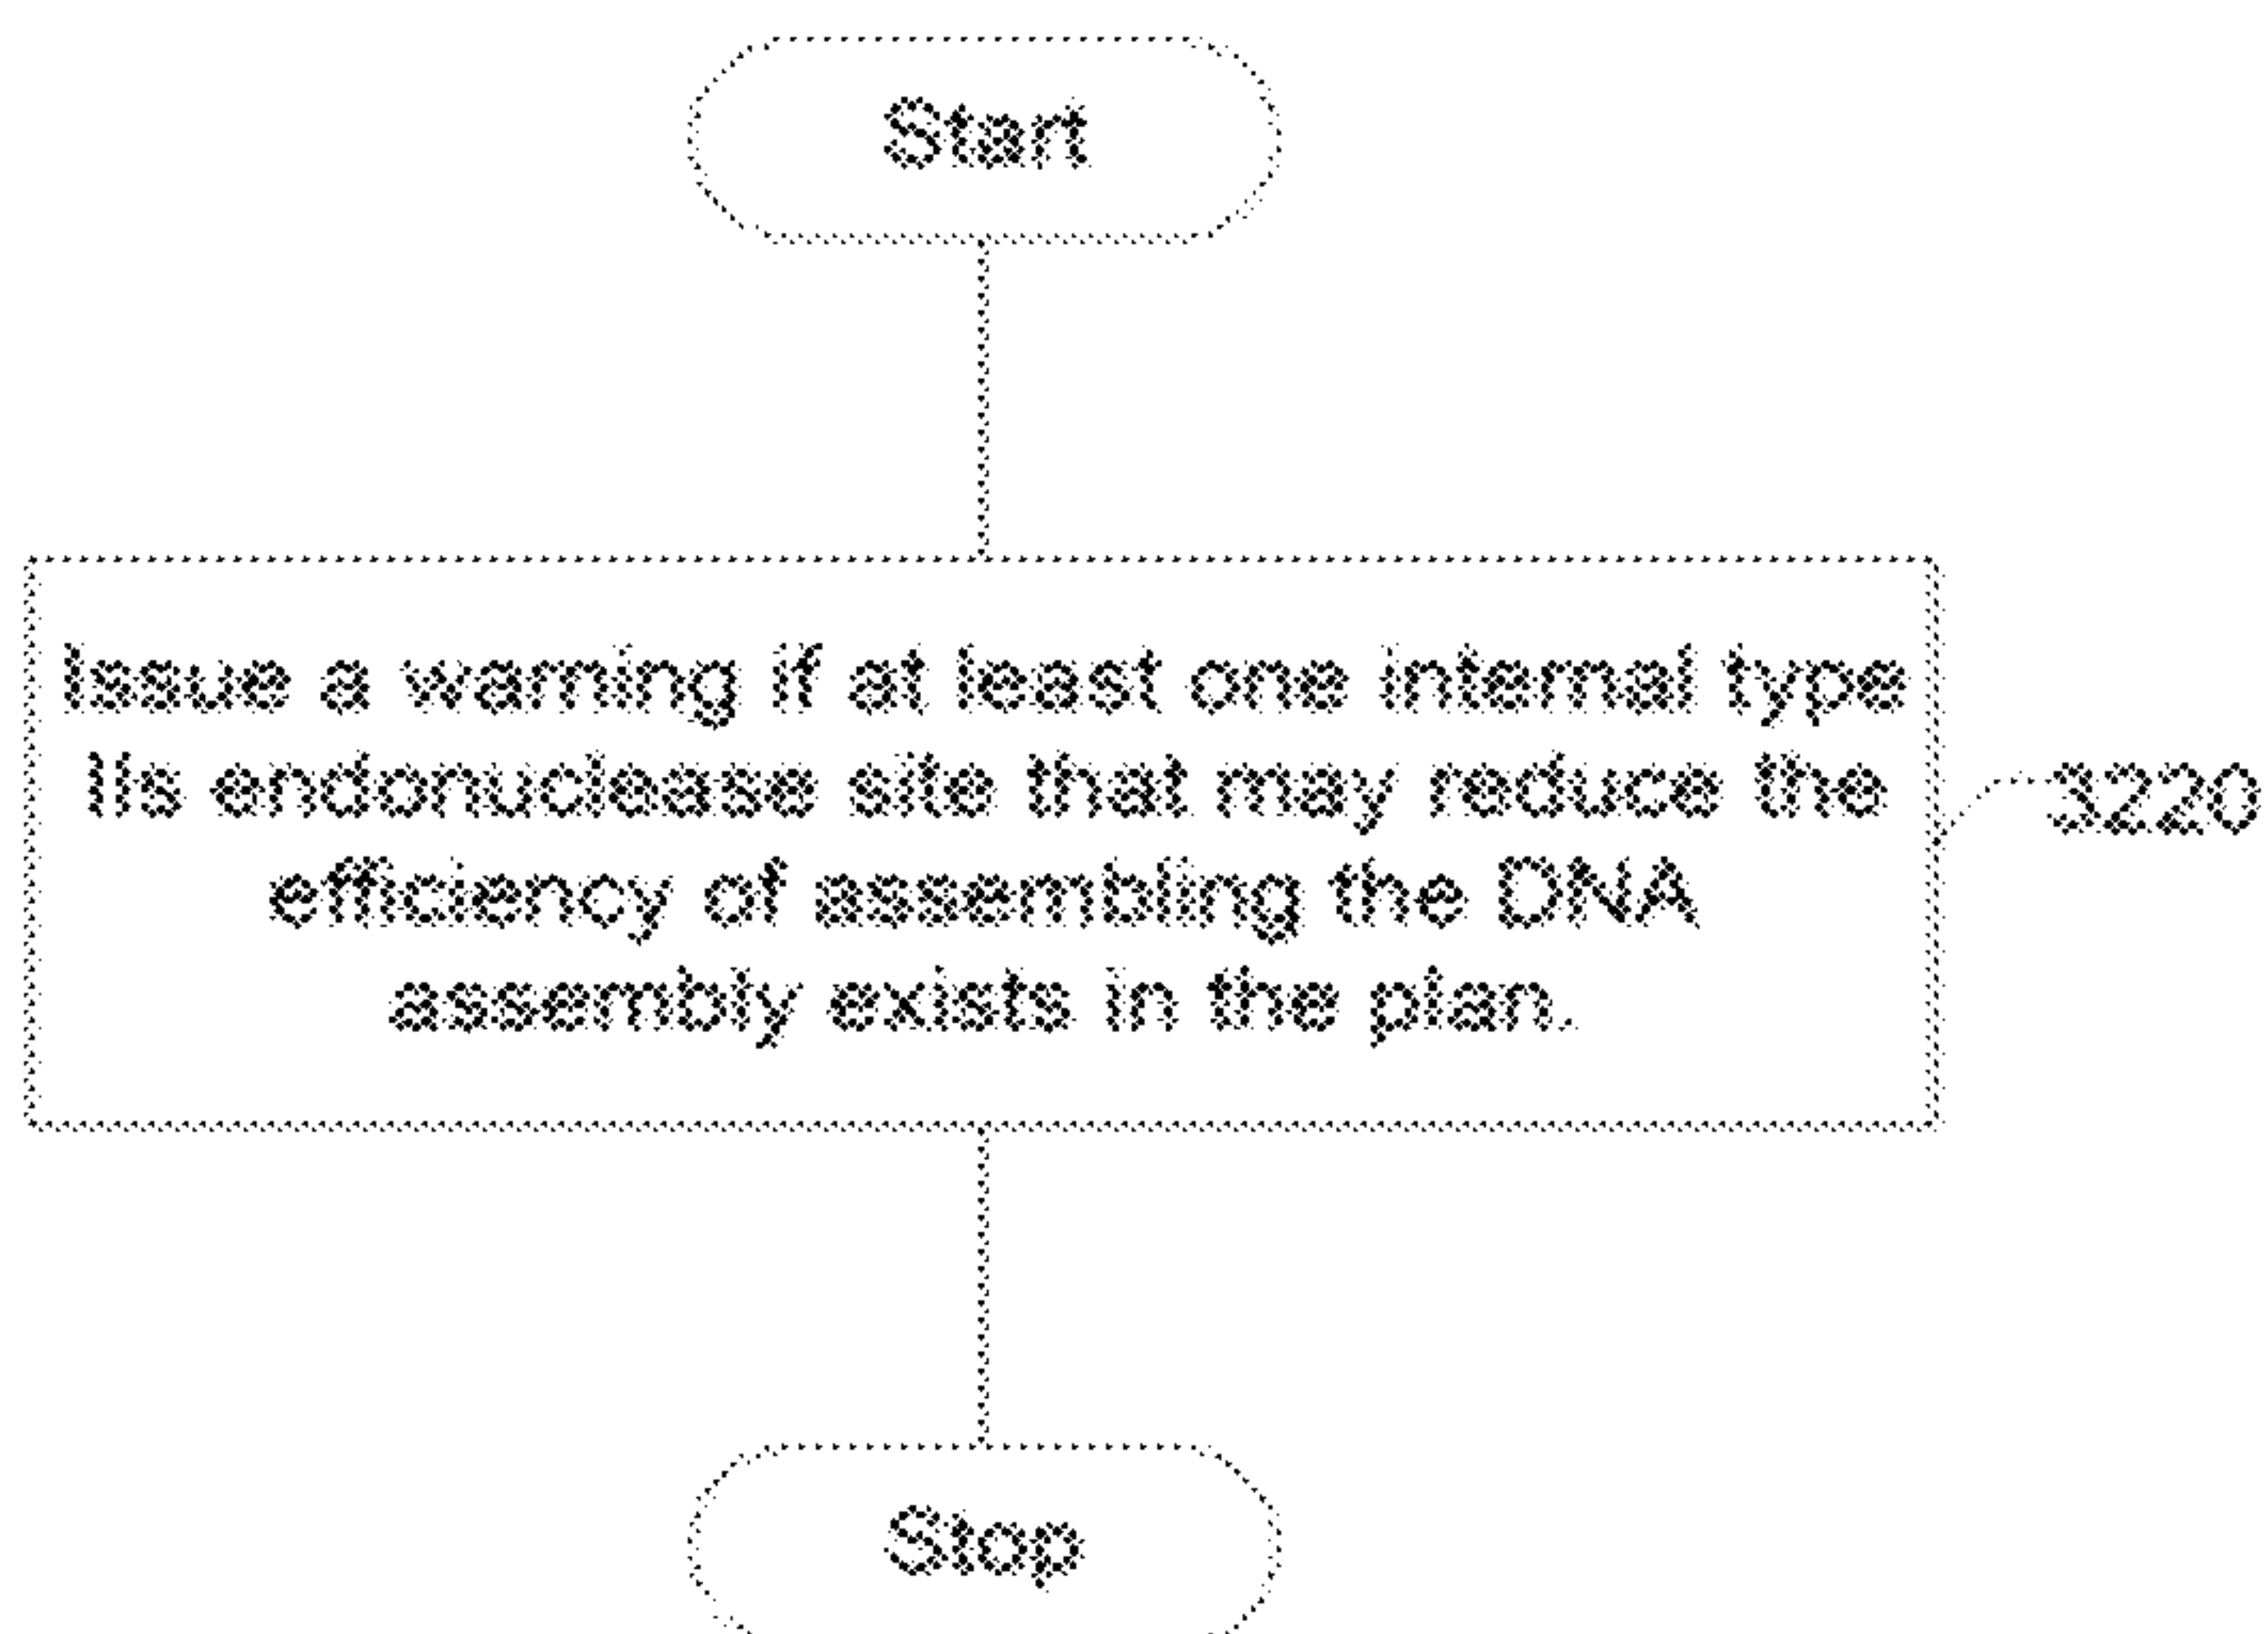 Start
Issue a warning if at least one internal type
IIs endonuclease site that may reduce the
3220
efficiency of assembling the DNA
assembly exists in the plan.
Stop